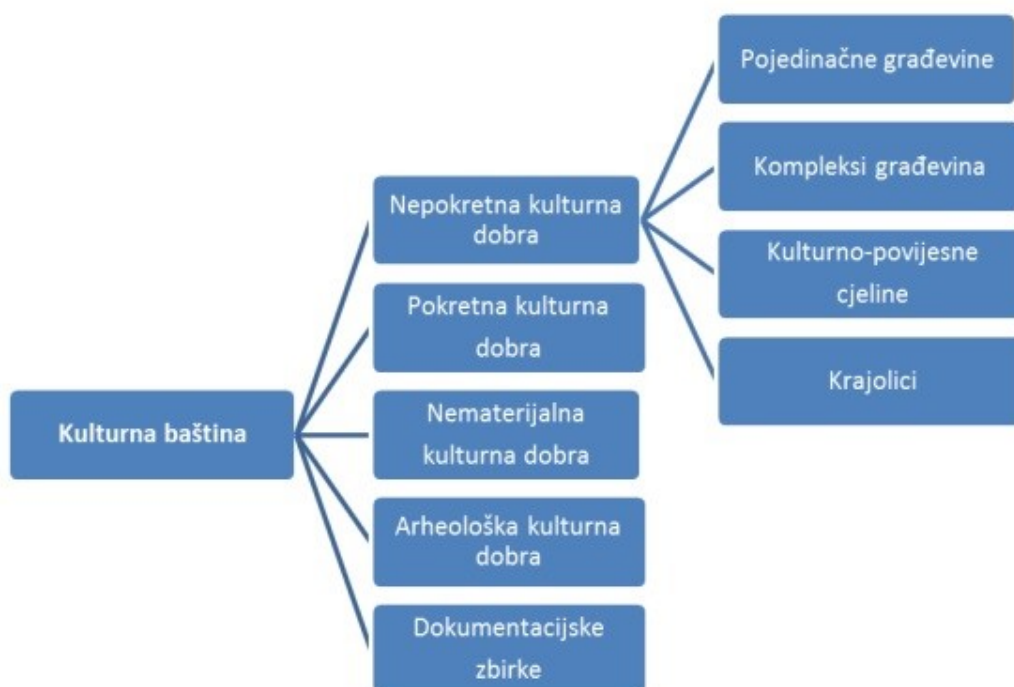 Kulturna baština
Nepokretna kulturna
dobra
Pokretna kulturna
dobra
Nematerijalna
kulturna dobra
Arheološka kulturna
dobra
Dokumentacijske
zbirke
Pojedinačne građevine
Kompleksi građevina
Kulturno-povijesne
cjeline
Krajolici